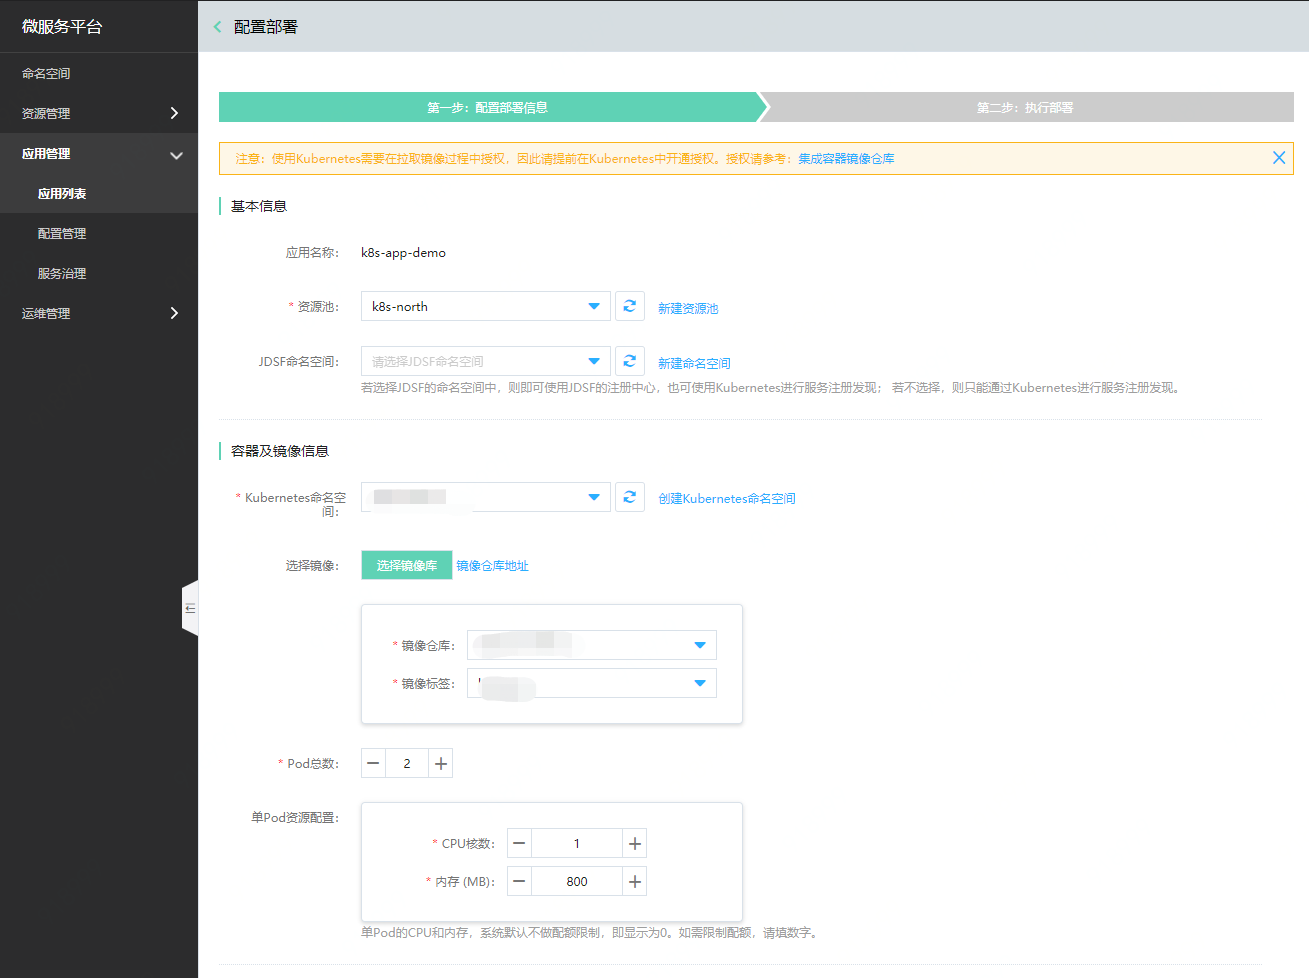 微服务平台
配置部署
命名空间
资源管理
应用管理
应用列表
配置管理
服务治理
运维管理
第一步：配置部署信息
第二步：执行部署
注意：使用Kubernetes需要在拉取镜像过程中授权，因此请提前在Kubernetes中开通授权。授权请参考：集成容器镜像仓库
基本信息
应用名称： k8s-app-demo
* 资源池： k8s-north 新建资源池
JDSF命名空间： 请选择JDSF命名空间 新建命名空间
若选择JDSF的命名空间中，则即可使用JDSF的注册中心，也可使用Kubernetes进行服务注册发现； 若不选择，则只能通过Kubernetes进行服务注册发现。
容器及镜像信息
* Kubernetes命名空 创建Kubernetes命名空间
间：
选择镜像： 选择镜像库 镜像仓库地址
* 镜像仓库：
* 镜像标签：
* Pod总数： 2
单Pod资源配置：
* CPU核数： 1
* 内存 (MB)： 800
单Pod的CPU和内存，系统默认不做配额限制，即显示为0。如需限制配额，请填数字。